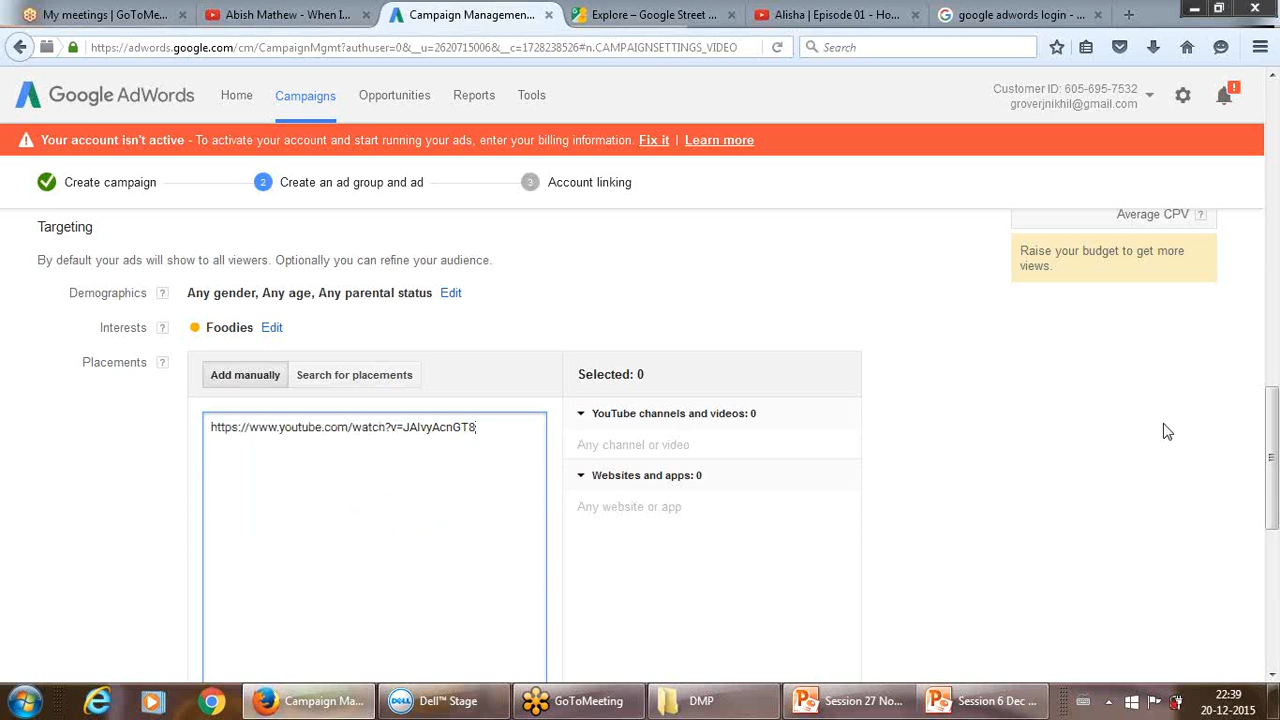 My meetings | GoToMe...
Abish Mathew - When I...
Campaign Management...
Explore – Google Street ...
Alisha | Episode 01 - Ho...
google adwords login - ...
https://adwords.google.com/cm/CampaignMgmt?authuser=0&__u=2620715006&__c=1728238526#n.CAMPAIGNSETTINGS_VIDEO
Search
Google AdWords
Home
Campaigns
Opportunities
Reports
Tools
Customer ID: 605-695-7532
groverjnikhil@gmail.com
Your account isn't active - To activate your account and start running your ads, enter your billing information. Fix it | Learn more
Create campaign
2 Create an ad group and ad
3 Account linking
Targeting
Average CPV ?
By default your ads will show to all viewers. Optionally you can refine your audience.
Raise your budget to get more
views.
Demographics ? Any gender, Any age, Any parental status Edit
Interests ? Foodies Edit
Placements ?
Add manually
Search for placements
Selected: 0
https://www.youtube.com/watch?v=JAIvyAcnGT8
YouTube channels and videos: 0
Any channel or video
Websites and apps: 0
Any website or app
Campaign Ma...
Dell™ Stage
GoToMeeting
DMP
Session 27 No...
Session 6 Dec ...
22:39
20-12-2015